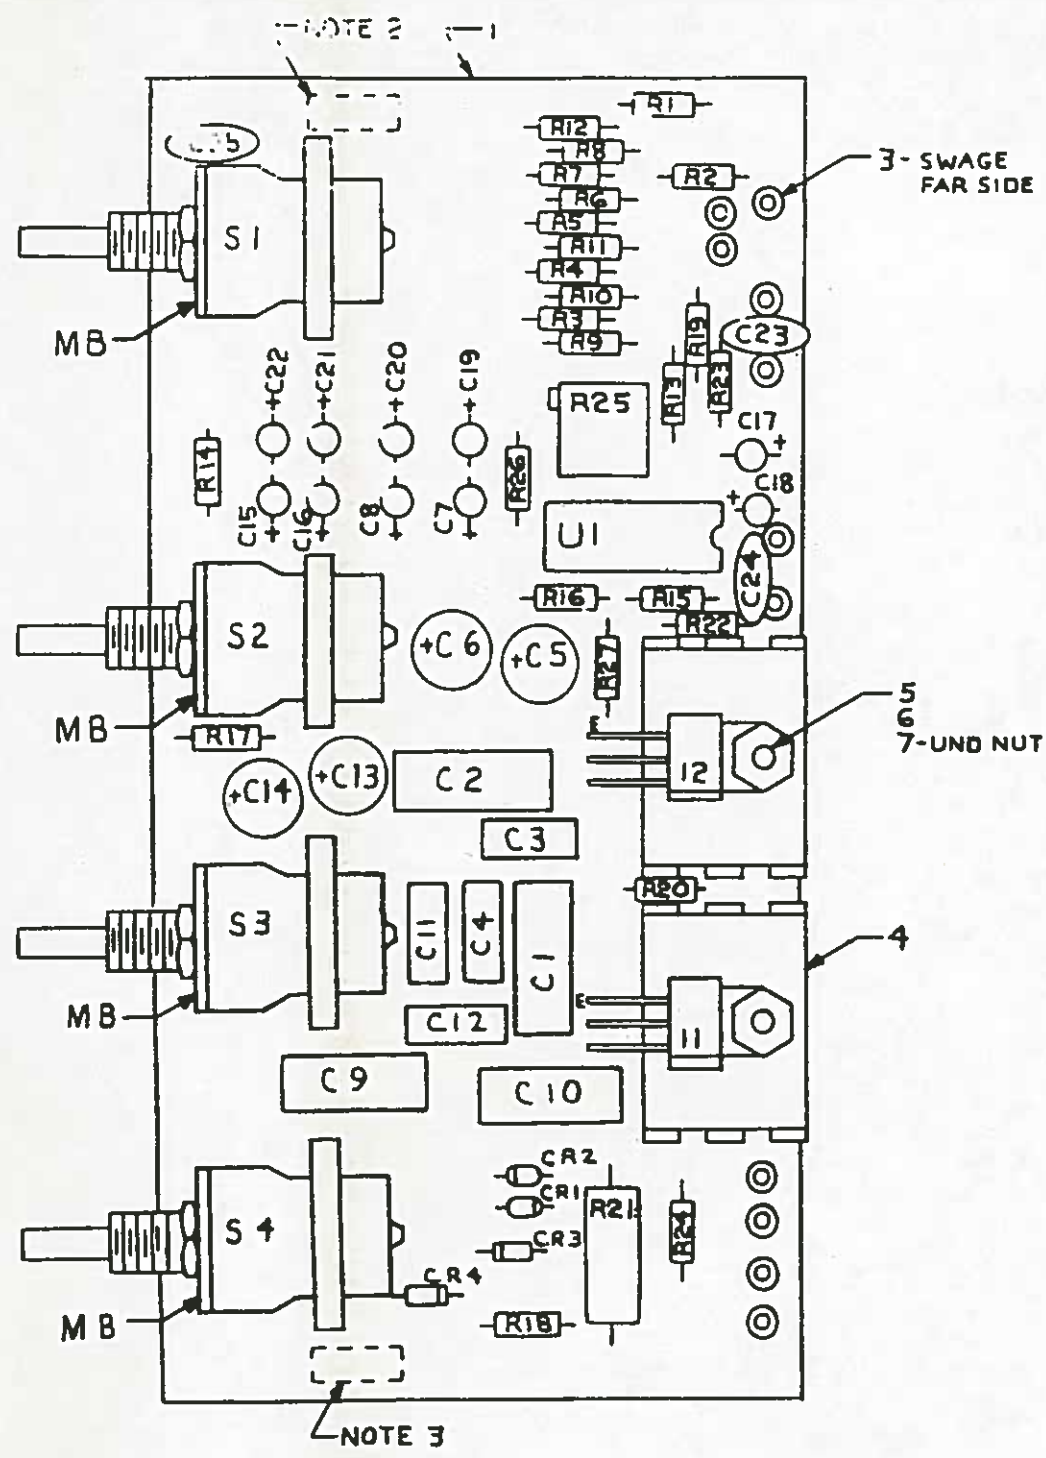 NOTE 2
1
R1
R12
R8
R7
R2
3- SWAGE
FAR SIDE
R6
R5
S1
R11
R4
R10
R3
R9
R19
C23
MB
+C22
+C21
+C20
+C19
R13
R23
R25
C17
+
R14
R26
C18
+
C15
+
C16
+
C8
+
C7
+
U1
C24
R16
R15
R22
S2
+C6
+C5
R27
MB
R17
5
6
7-UND NUT
E
12
+C14
+C13
C2
C3
R20
S3
C11
C4
C1
4
MB
C12
E
11
C9
C10
CR2
CR1
R21
S4
CR3
CR4
MB
R18
NOTE 3